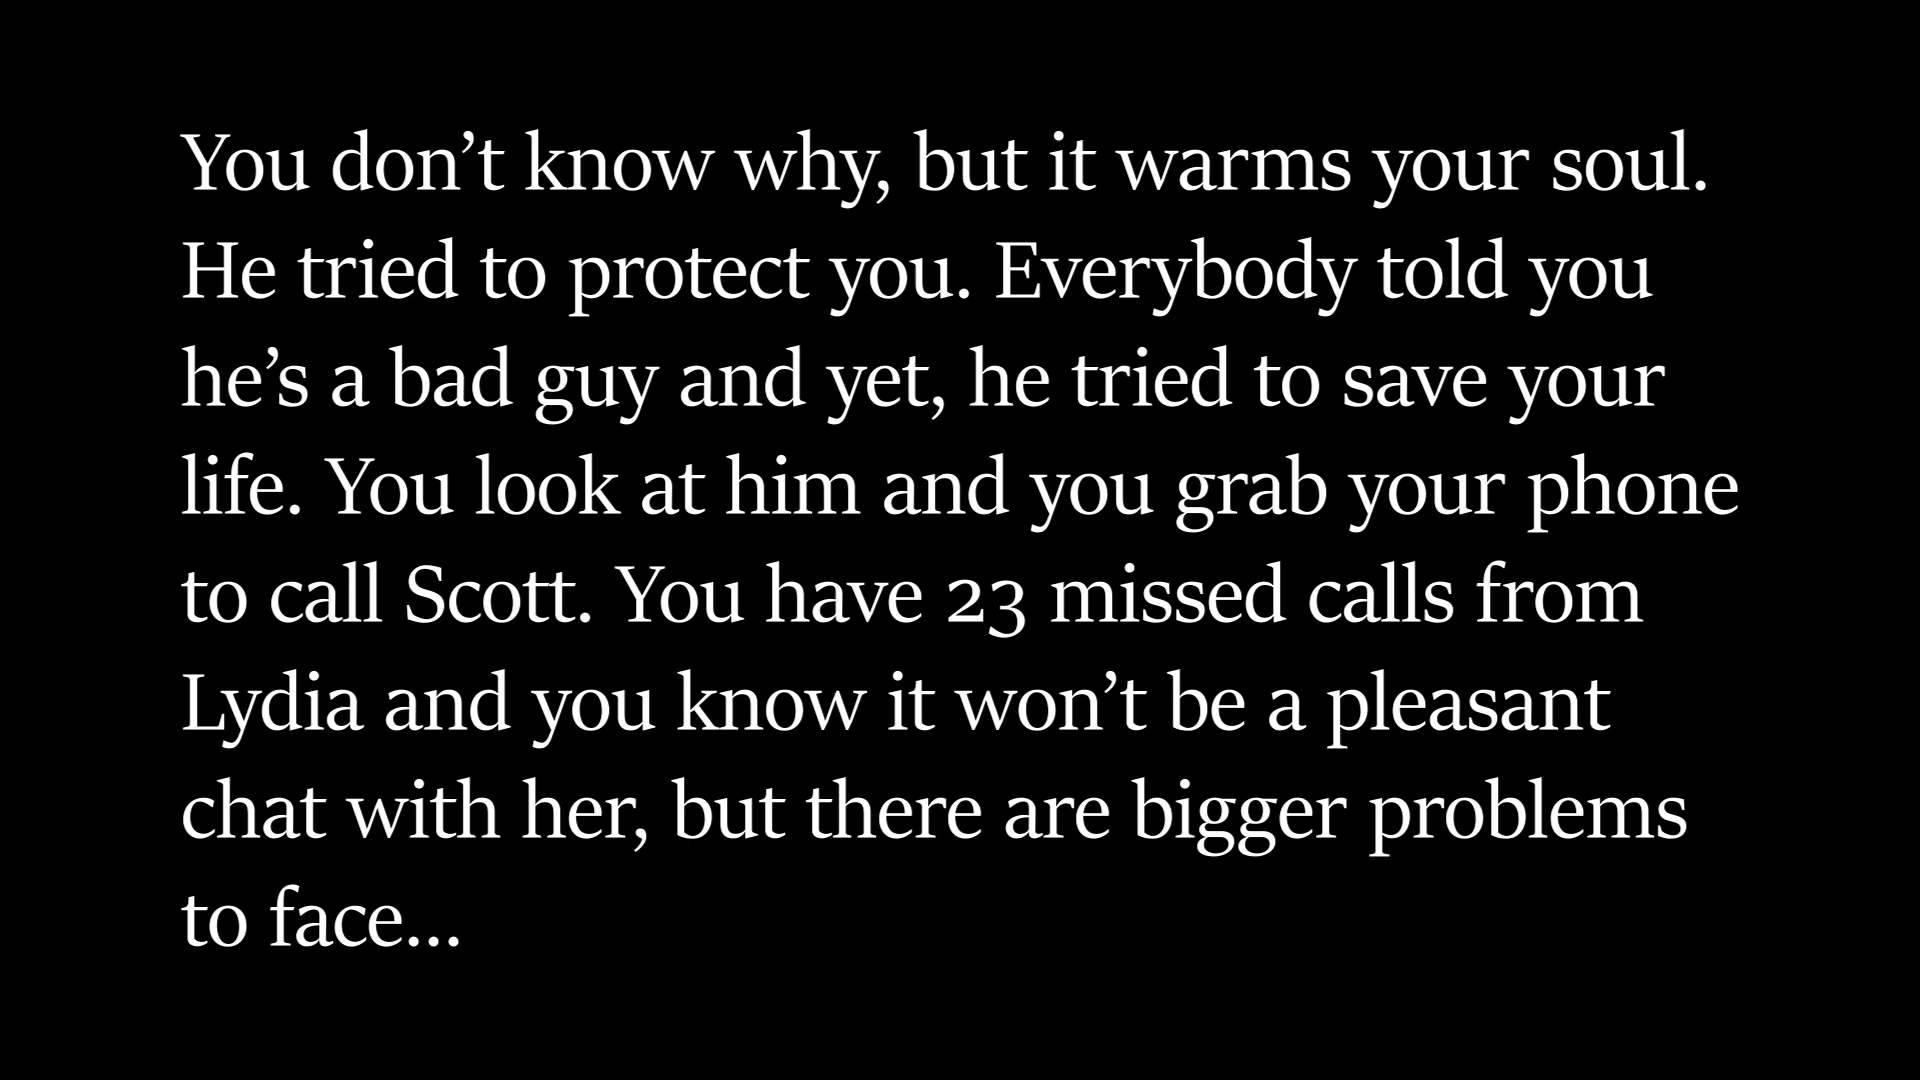 You don’t know why, but it warms your soul.
He tried to protect you. Everybody told you
he’s a bad guy and yet, he tried to save your
life. You look at him and you grab your phone
to call Scott. You have 23 missed calls from
Lydia and you know it won’t be a pleasant
chat with her, but there are bigger problems
to face...